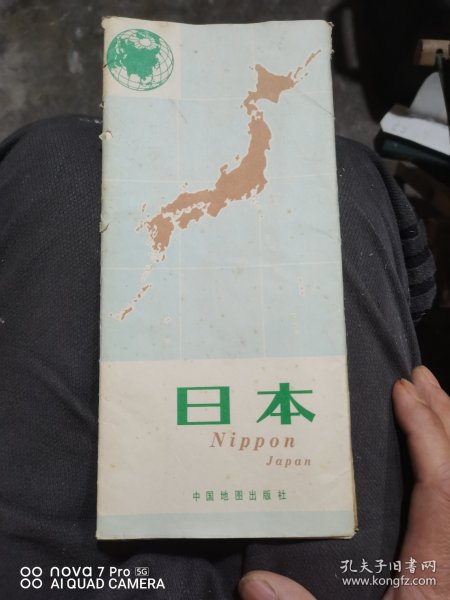 日本
Nippon
Japan
中国地图出版社
nova 7 Pro 5G
AI QUAD CAMERA
孔夫子旧书网
www.kongfz.com